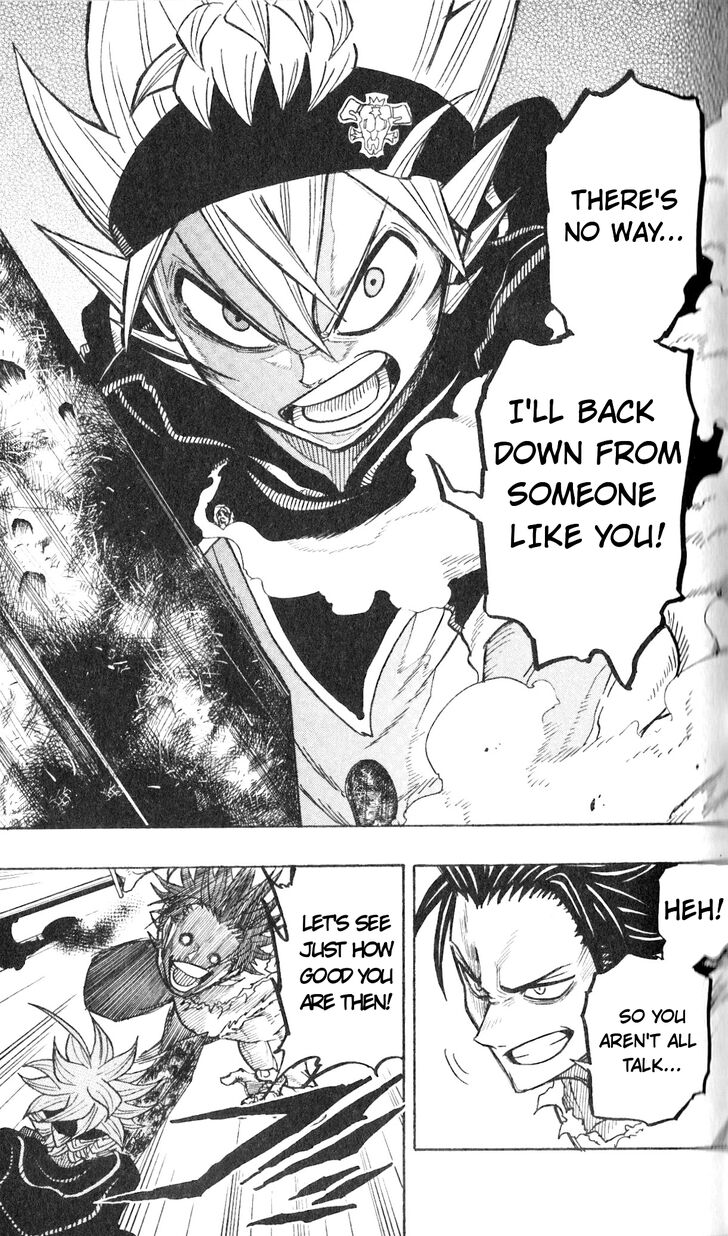 THERE'S
NO WAY...
I'LL BACK
DOWN FROM
SOMEONE
LIKE YOU!
HEH!
SO YOU
AREN'T ALL
TALK...
LET'S SEE
JUST HOW
GOOD YOU
ARE THEN!